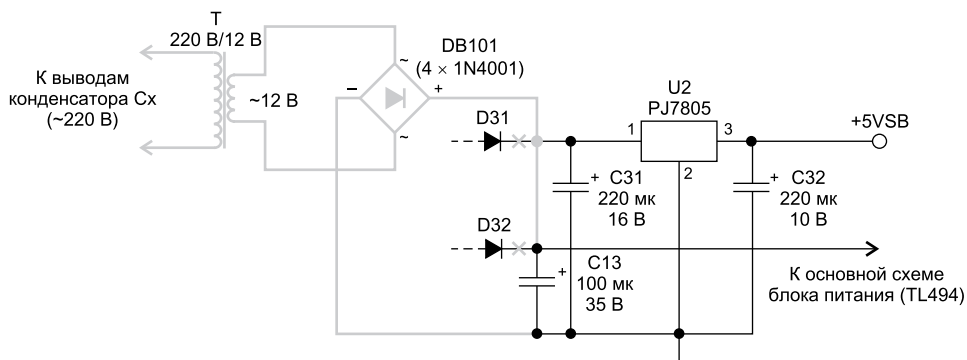 T
220 В/12 В
К выводам
конденсатора Сх
(~220 В)
~12 В
DB101
(4 × 1N4001)
~
–
+
~
D31
U2
PJ7805
1
3
2
+5VSB
+ C31
220 мк
16 В
+ C32
220 мк
10 В
D32
+ C13
100 мк
35 В
К основной схеме
блока питания (TL494)